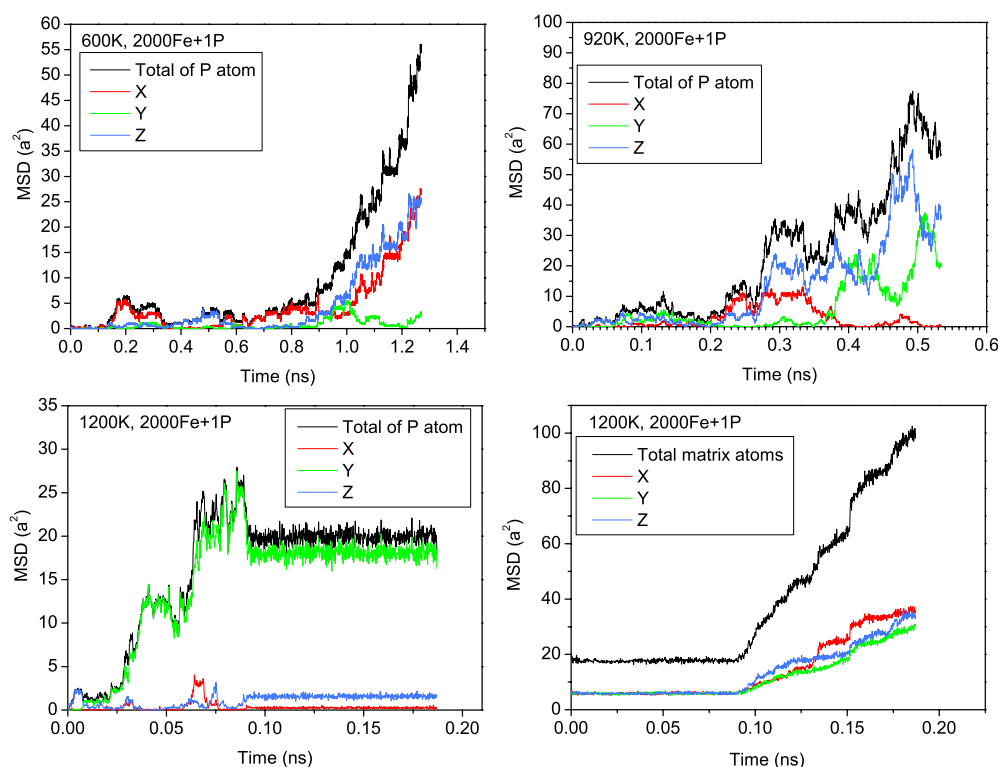 60
55
50
45
40
35
30
25
20
15
10
5
0
MSD (a²)
600K, 2000Fe+1P
Total of P atom
X
Y
Z
0.0 0.2 0.4 0.6 0.8 1.0 1.2 1.4
Time (ns)
100
90
80
70
60
50
40
30
20
10
0
MSD (a²)
920K, 2000Fe+1P
Total of P atom
X
Y
Z
0.0 0.1 0.2 0.3 0.4 0.5 0.6
Time (ns)
35
30
25
20
15
10
5
0
MSD (a²)
1200K, 2000Fe+1P
Total of P atom
X
Y
Z
0.00 0.05 0.10 0.15 0.20
Time (ns)
100
80
60
40
20
0
MSD (a²)
1200K, 2000Fe+1P
Total matrix atoms
X
Y
Z
0.00 0.05 0.10 0.15 0.20
Time (ns)